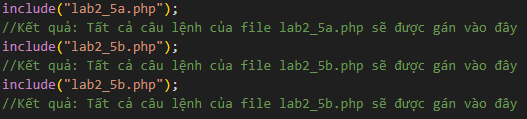 include("lab2_5a.php");
//Kết quả: Tất cả câu lệnh của file lab2_5a.php sẽ được gán vào đây
include("lab2_5b.php");
//Kết quả: Tất cả câu lệnh của file lab2_5b.php sẽ được gán vào đây
include("lab2_5b.php");
//Kết quả: Tất cả câu lệnh của file lab2_5b.php sẽ được gán vào đây